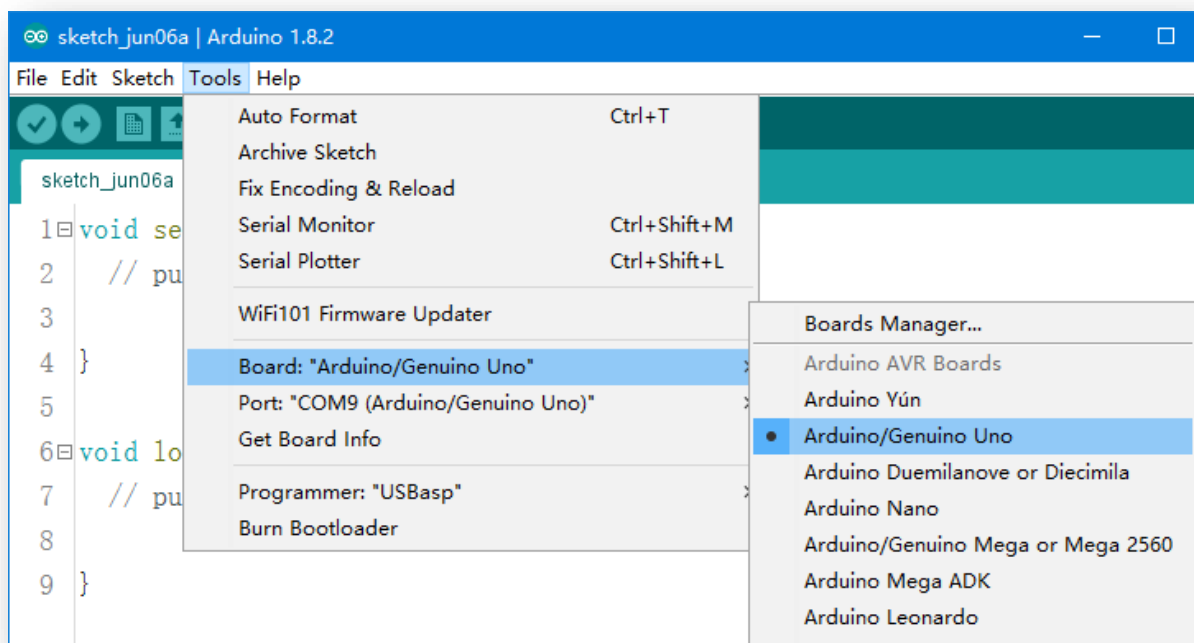 sketch_jun06a | Arduino 1.8.2
File Edit Sketch Tools Help
sketch_jun06a
Auto Format Ctrl+T
Archive Sketch
Fix Encoding & Reload
Serial Monitor Ctrl+Shift+M
Serial Plotter Ctrl+Shift+L
WiFi101 Firmware Updater
Board: "Arduino/Genuino Uno"
Port: "COM9 (Arduino/Genuino Uno)"
Get Board Info
Programmer: "USBasp"
Burn Bootloader
Boards Manager...
Arduino AVR Boards
Arduino Yún
Arduino/Genuino Uno
Arduino Duemilanove or Diecimila
Arduino Nano
Arduino/Genuino Mega or Mega 2560
Arduino Mega ADK
Arduino Leonardo
1 void se
2 // pu
3
4 }
5
6 void lo
7 // pu
8
9 }